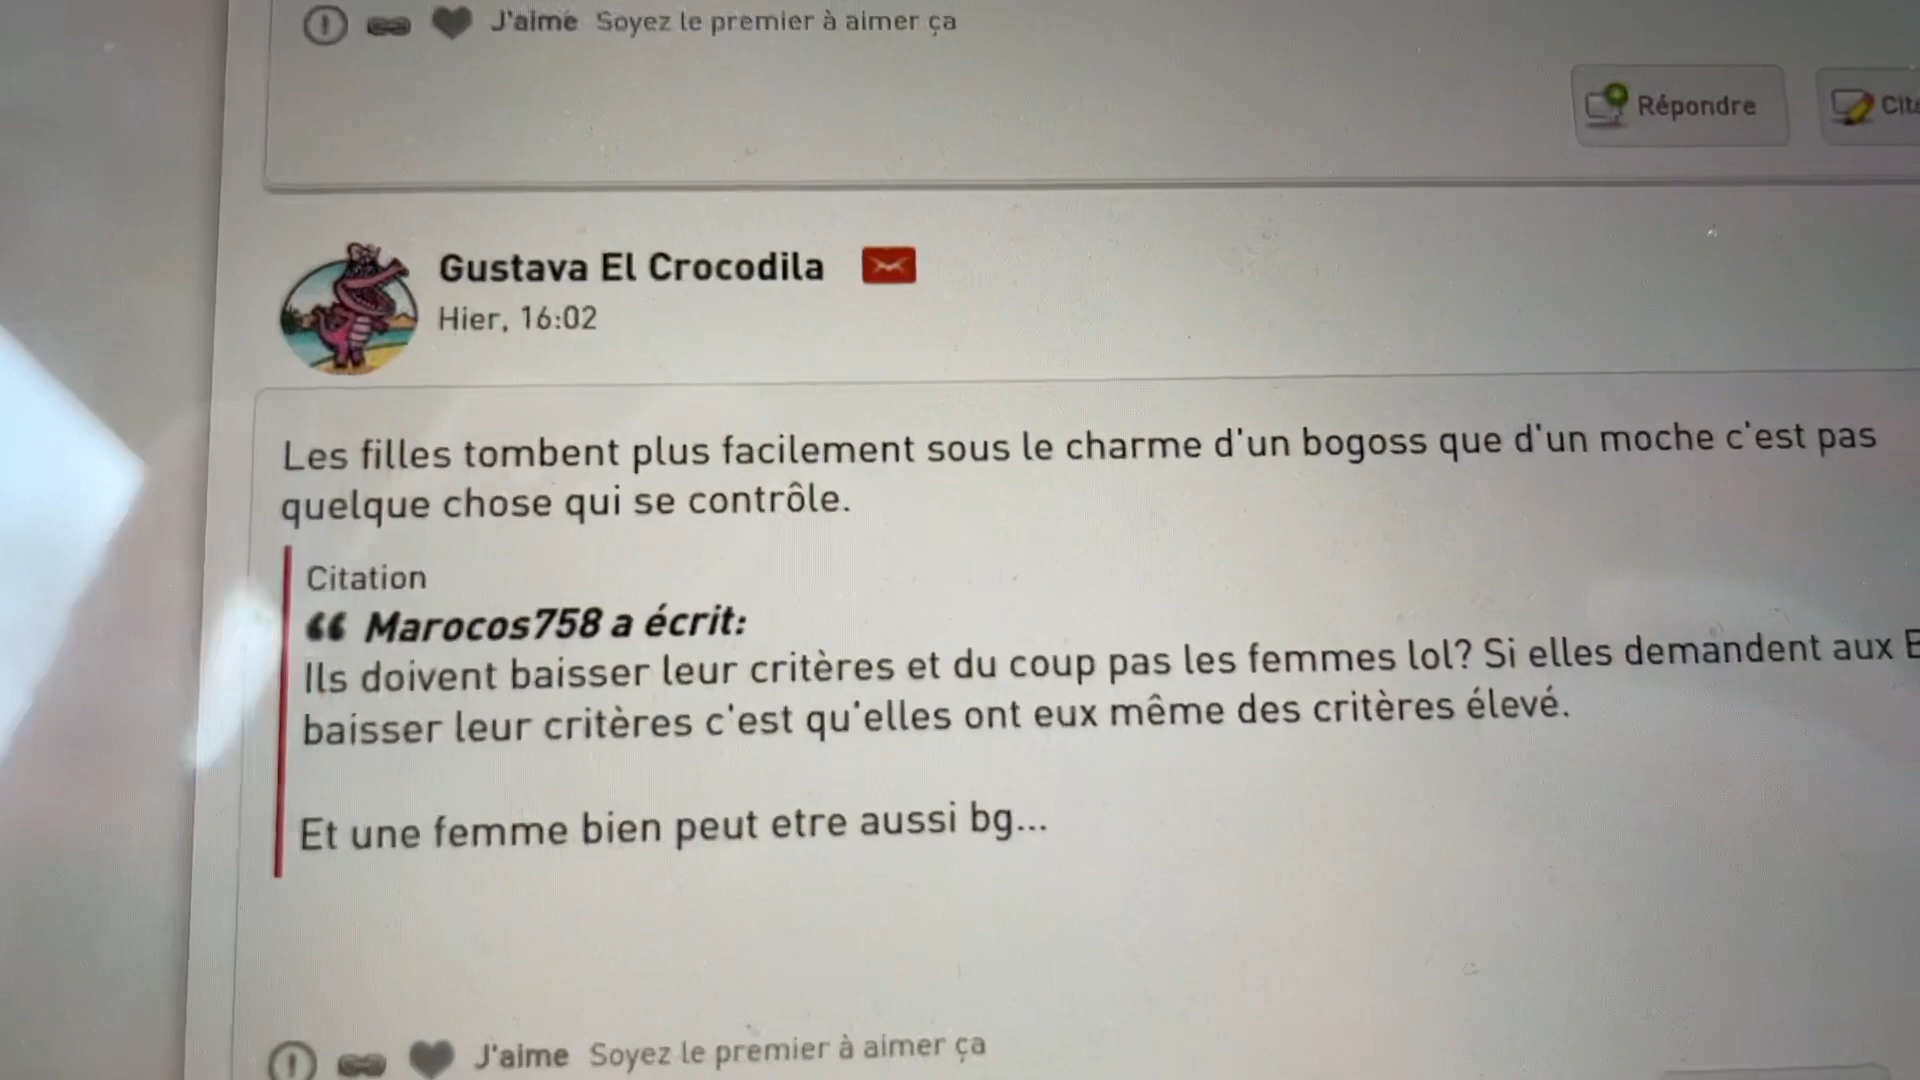 J'aime Soyez le premier à aimer ça
Répondre
Gustava El Crocodila
Hier, 16:02
Les filles tombent plus facilement sous le charme d'un bogoss que d'un moche c'est pas
quelque chose qui se contrôle.
Citation
“ Marocos758 a écrit:
Ils doivent baisser leur critères et du coup pas les femmes lol? Si elles demandent aux
baisser leur critères c'est qu'elles ont eux même des critères élevé.
Et une femme bien peut etre aussi bg...
J'aime Soyez le premier à aimer ça